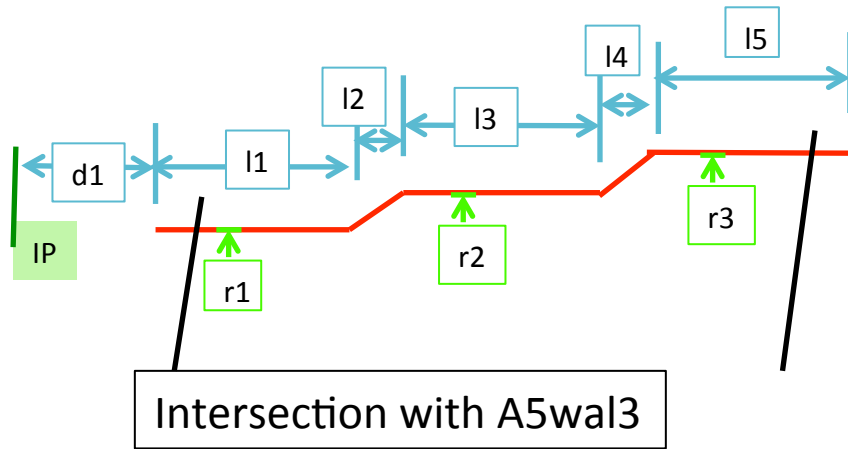 l5
l4
l2
l3
d1
l1
IP
r3
r2
r1
Intersection with A5wal3